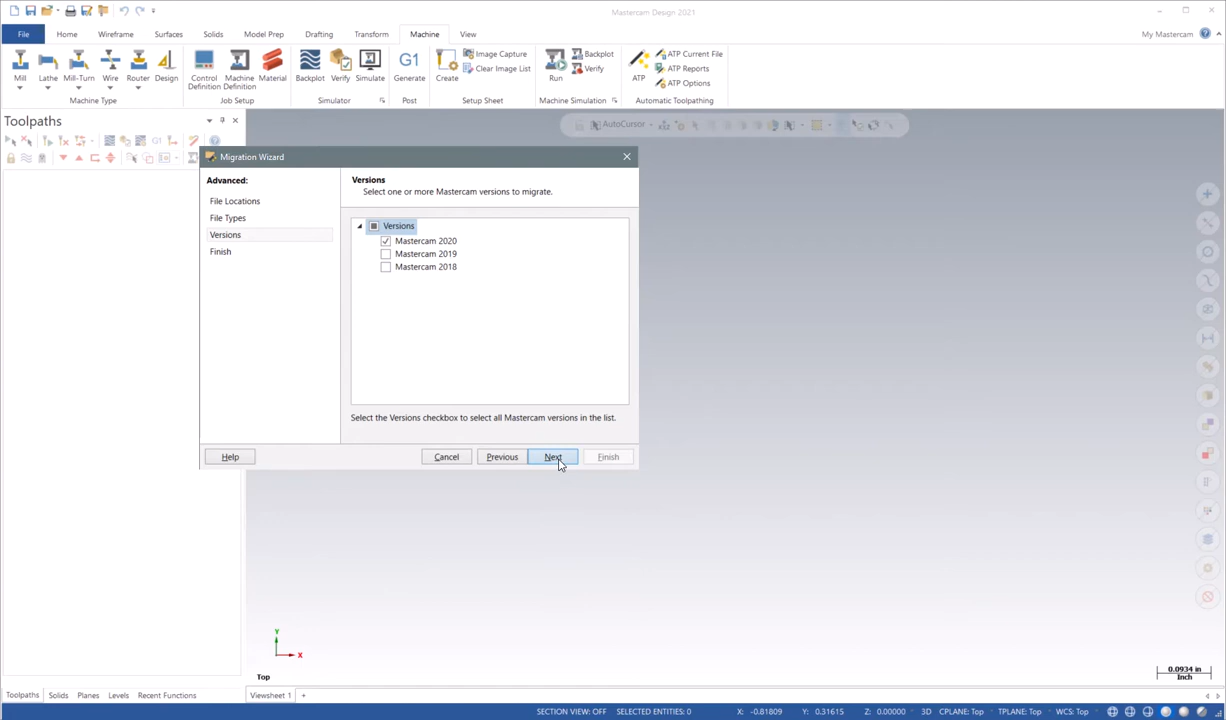 Mastercam Design 2021
File Home Wireframe Surfaces Solids Model Prep Drafting Transform Machine View My Mastercam
Mill Lathe Mill-Turn Wire Router Design
Machine Type
Control Definition Machine Definition Material
Job Setup
Backplot Verify Simulate
Simulator
G1
Generate
Post
Create Image Capture
Clear Image List
Setup Sheet
Run Backplot
Verify
Machine Simulation
ATP ATP Current File
ATP Reports
ATP Options
Automatic Toolpathing
Toolpaths
G1
AutoCursor
Migration Wizard
Advanced:
File Locations
File Types
Versions
Finish
Versions
Select one or more Mastercam versions to migrate.
Versions
Mastercam 2020
Mastercam 2019
Mastercam 2018
Select the Versions checkbox to select all Mastercam versions in the list.
Help Cancel Previous Next Finish
Y
X
Top
0.0934 in
Inch
Toolpaths Solids Planes Levels Recent Functions Viewsheet 1 +
SECTION VIEW: OFF SELECTED ENTITIES: 0 X: -0.81809 Y: 0.31615 Z: 0.00000 3D CPLANE: Top TPLANE: Top WCS: Top